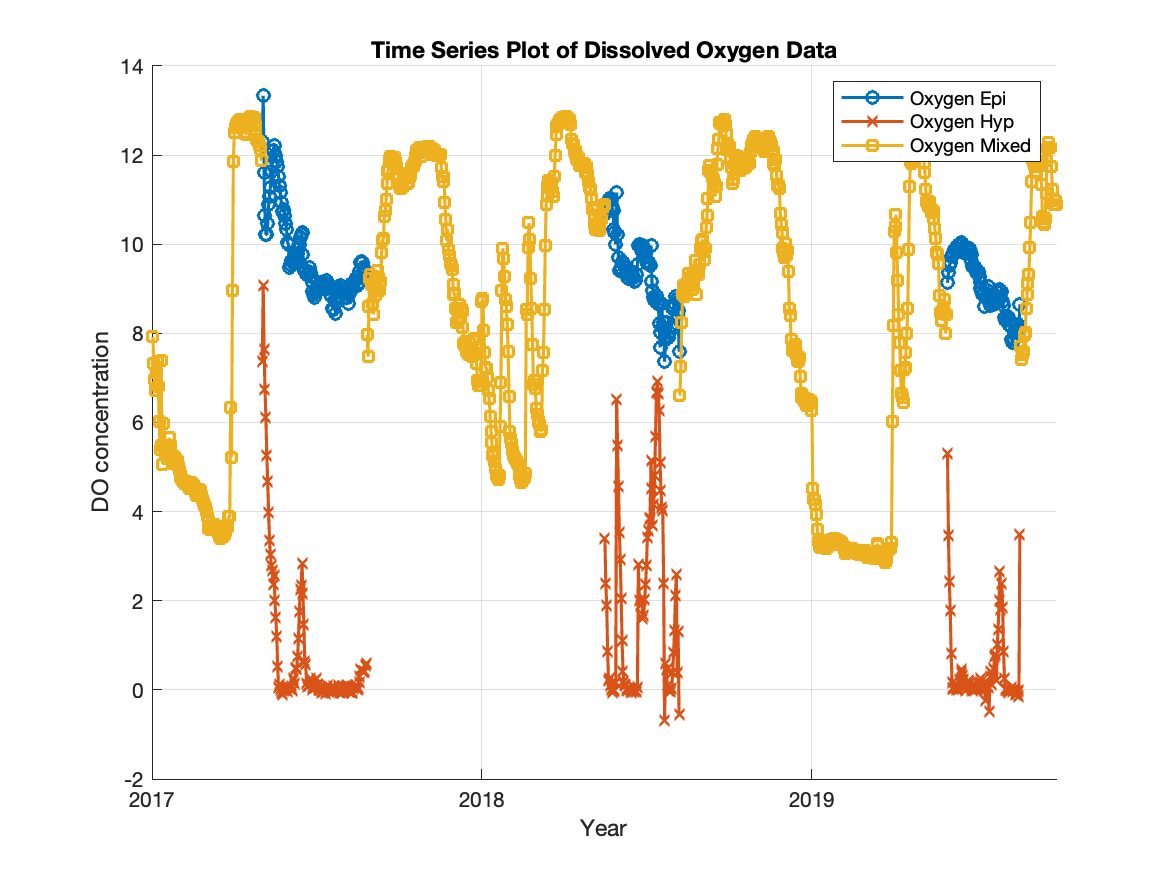 Time Series Plot of Dissolved Oxygen Data
14
12
10
8
6
4
2
0
-2
DO concentration
Oxygen Epi
Oxygen Hyp
Oxygen Mixed
2017
2018
2019
Year